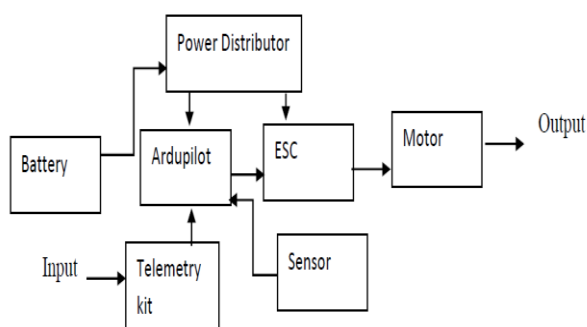 Power Distributor
Battery
Ardupilot
ESC
Motor
Output
Input
Telemetry
kit
Sensor